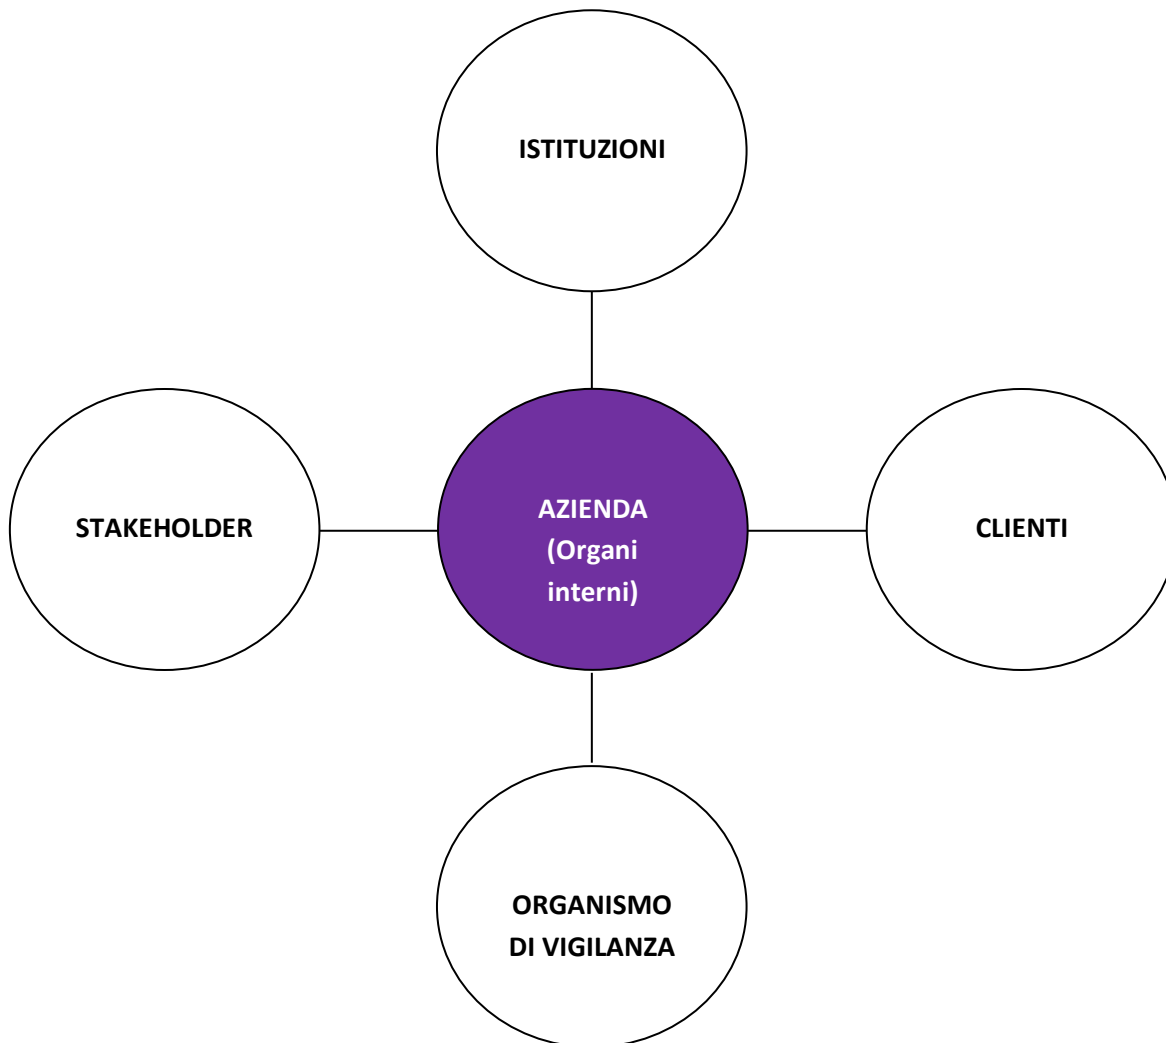 ISTITUZIONI
STAKEHOLDER
AZIENDA
(Organi
interni)
CLIENTI
ORGANISMO
DI VIGILANZA